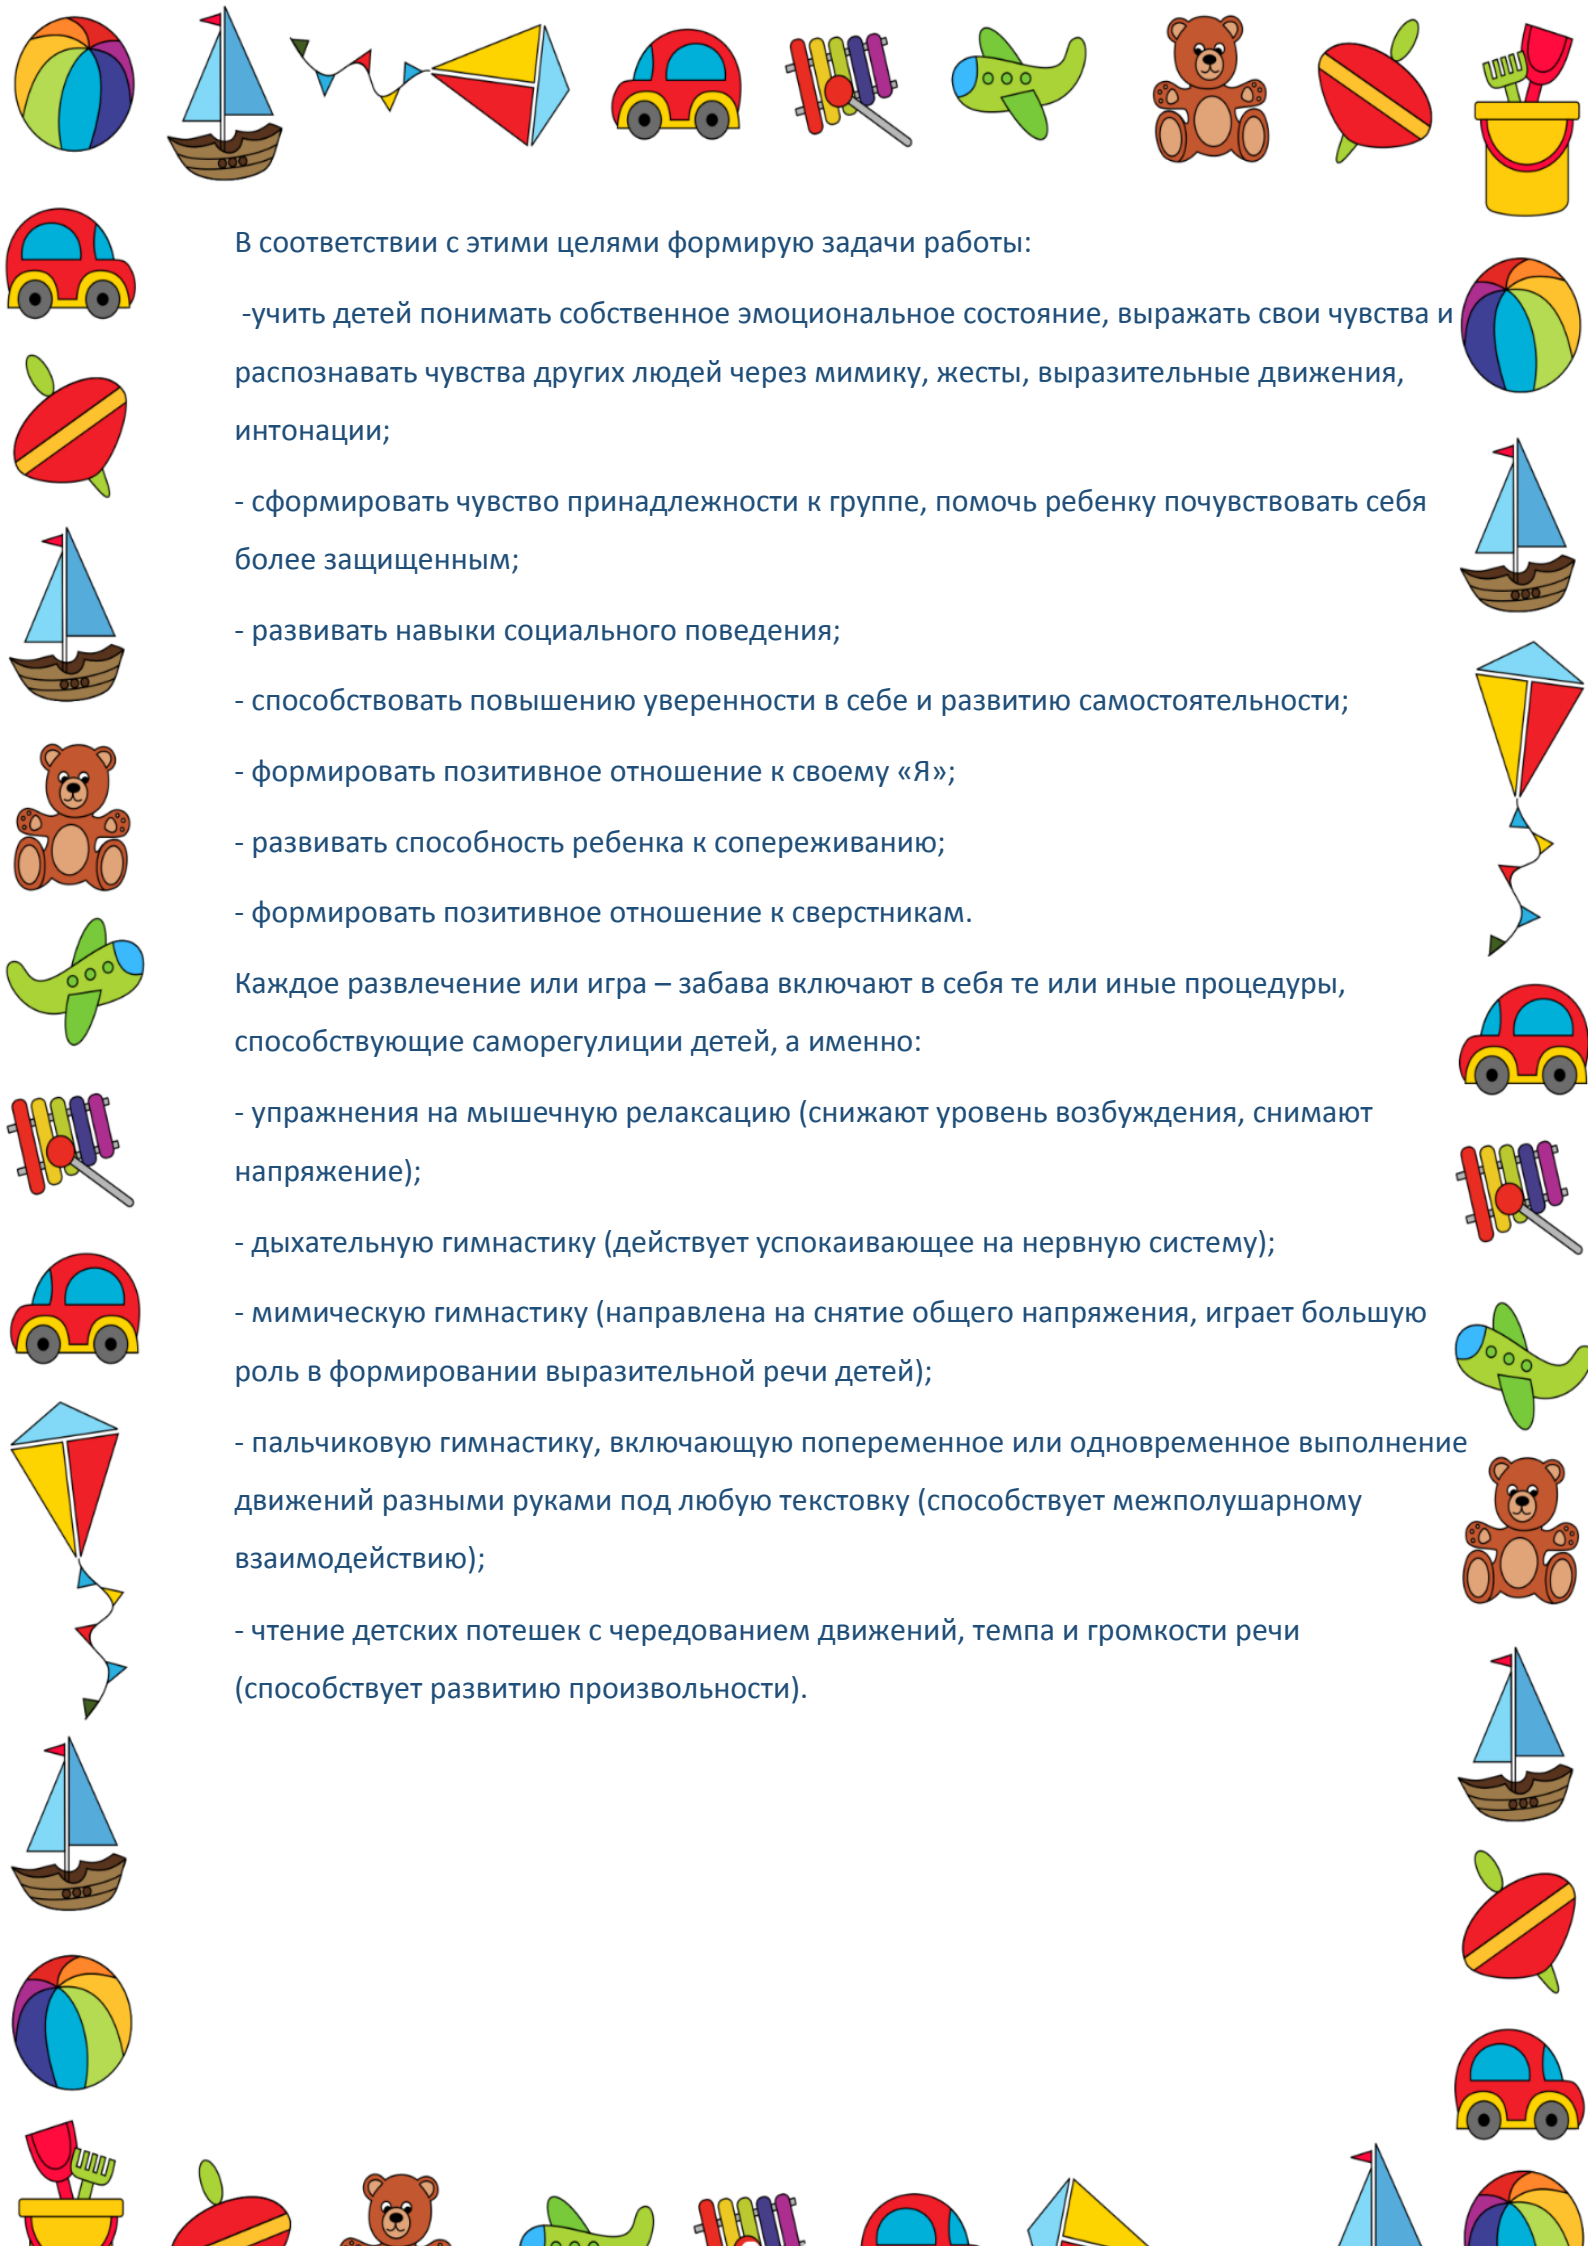 В соответствии с этими целями формирую задачи работы:
-учить детей понимать собственное эмоциональное состояние, выражать свои чувства и
распознавать чувства других людей через мимику, жесты, выразительные движения,
интонации;
- сформировать чувство принадлежности к группе, помочь ребенку почувствовать себя
более защищенным;
- развивать навыки социального поведения;
- способствовать повышению уверенности в себе и развитию самостоятельности;
- формировать позитивное отношение к своему «Я»;
- развивать способность ребенка к сопереживанию;
- формировать позитивное отношение к сверстникам.
Каждое развлечение или игра – забава включают в себя те или иные процедуры,
способствующие саморегулиции детей, а именно:
- упражнения на мышечную релаксацию (снижают уровень возбуждения, снимают
напряжение);
- дыхательную гимнастику (действует успокаивающее на нервную систему);
- мимическую гимнастику (направлена на снятие общего напряжения, играет большую
роль в формировании выразительной речи детей);
- пальчиковую гимнастику, включающую попеременное или одновременное выполнение
движений разными руками под любую текстовку (способствует межполушарному
взаимодействию);
- чтение детских потешек с чередованием движений, темпа и громкости речи
(способствует развитию произвольности).